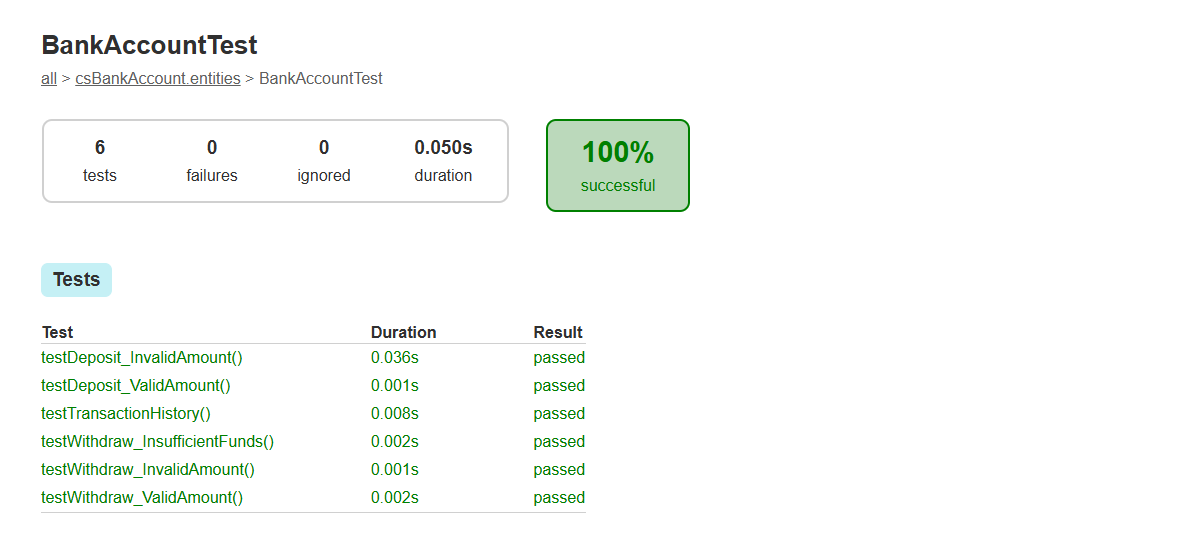 BankAccountTest
all > csBankAccount.entities > BankAccountTest
6 0 0 0.050s
tests failures ignored duration
100%
successful
Tests
Test Duration Result
testDeposit_InvalidAmount() 0.036s passed
testDeposit_ValidAmount() 0.001s passed
testTransactionHistory() 0.008s passed
testWithdraw_InsufficientFunds() 0.002s passed
testWithdraw_InvalidAmount() 0.001s passed
testWithdraw_ValidAmount() 0.002s passed